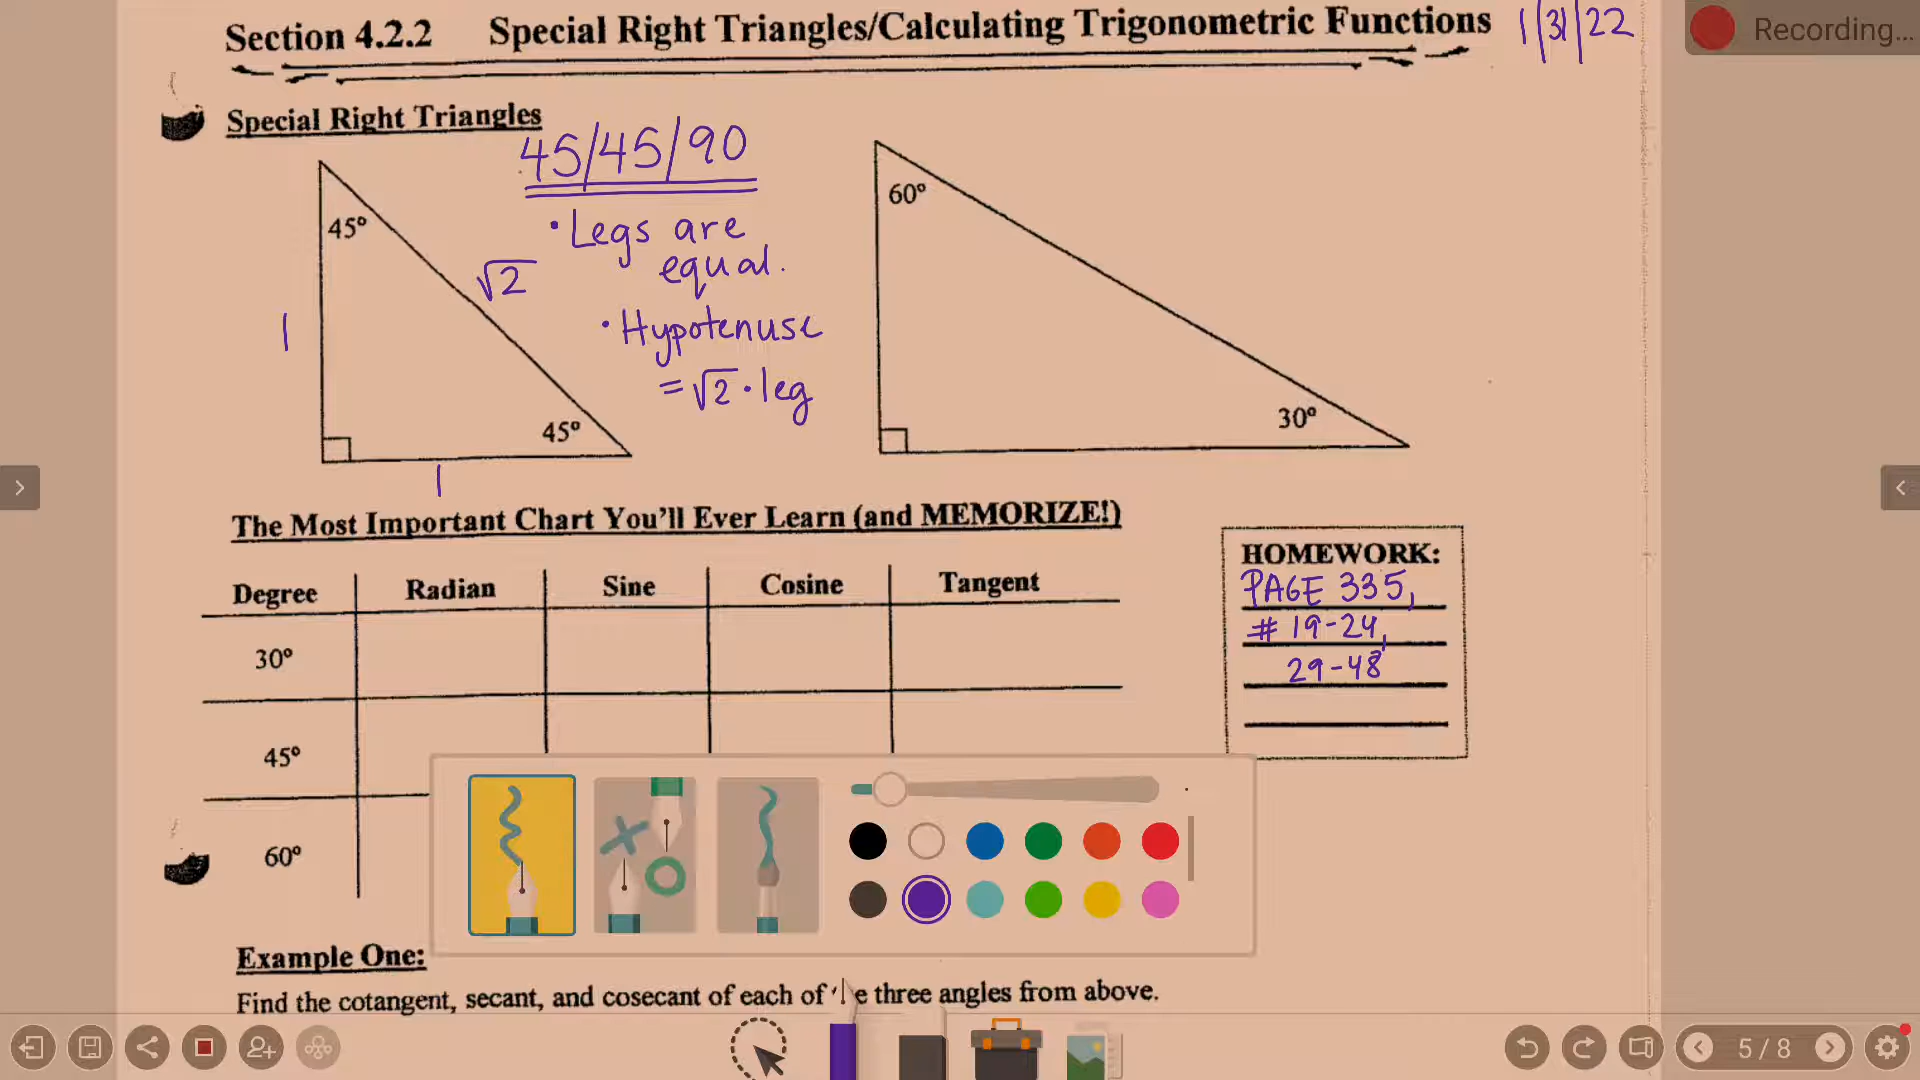 Section 4.2.2 Special Right Triangles/Calculating Trigonometric Functions 1/31/22
Recording...
Special Right Triangles
45/45/90
60°
45°
• Legs are
equal.
√2
1
• Hypotenuse
= √2 · leg
45°
30°
1
The Most Important Chart You'll Ever Learn (and MEMORIZE!)
HOMEWORK:
PAGE 335,
# 19-24,
29-48
Degree Radian Sine Cosine Tangent
30°
45°
60°
Example One:
Find the cotangent, secant, and cosecant of each of three angles from above.
5 / 8